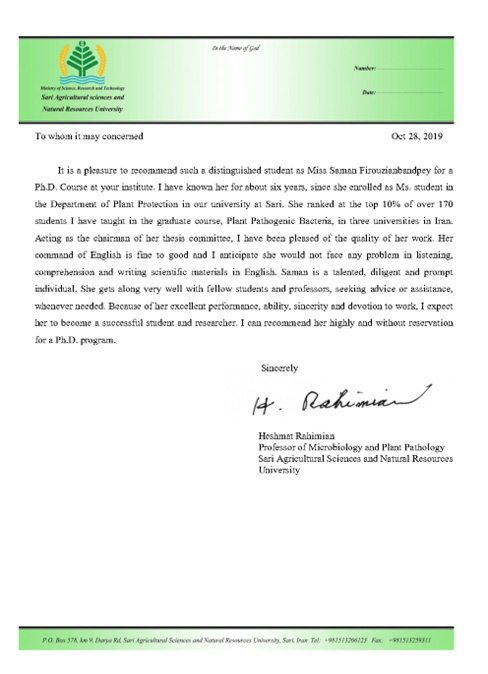 In the Name of God
Number:
Date:
Ministry of Science, Research and Technology
Sari Agricultural sciences and
Natural Resources University
To whom it may concerned
Oct 28, 2019
It is a pleasure to recommend such a distinguished student as Miss Saman Firouzianbandpey for a
Ph.D. Course at your institute. I have known her for about six years, since she enrolled as Ms. student in
the Department of Plant Protection in our university at Sari. She ranked at the top 10% of over 170
students I have taught in the graduate course, Plant Pathogenic Bacteria, in three universities in Iran.
Acting as the chairman of her thesis committee, I have been pleased of the quality of her work. Her
command of English is fine to good and I anticipate she would not face any problem in listening,
comprehension and writing scientific materials in English. Saman is a talented, diligent and prompt
individual. She gets along very well with fellow students and professors, seeking advice or assistance,
whenever needed. Because of her excellent performance, ability, sincerity and devotion to work, I expect
her to become a successful student and researcher. I can recommend her highly and without reservation
for a Ph.D. program.
Sincerely
H. Rahimian
Heshmat Rahimian
Professor of Microbiology and Plant Pathology
Sari Agricultural Sciences and Natural Resources
University
P.O. Box 578, km 9, Darya Rd, Sari Agricultural Sciences and Natural Resources University, Sari, Iran Tel: +981513266123 Fax: +981513259311